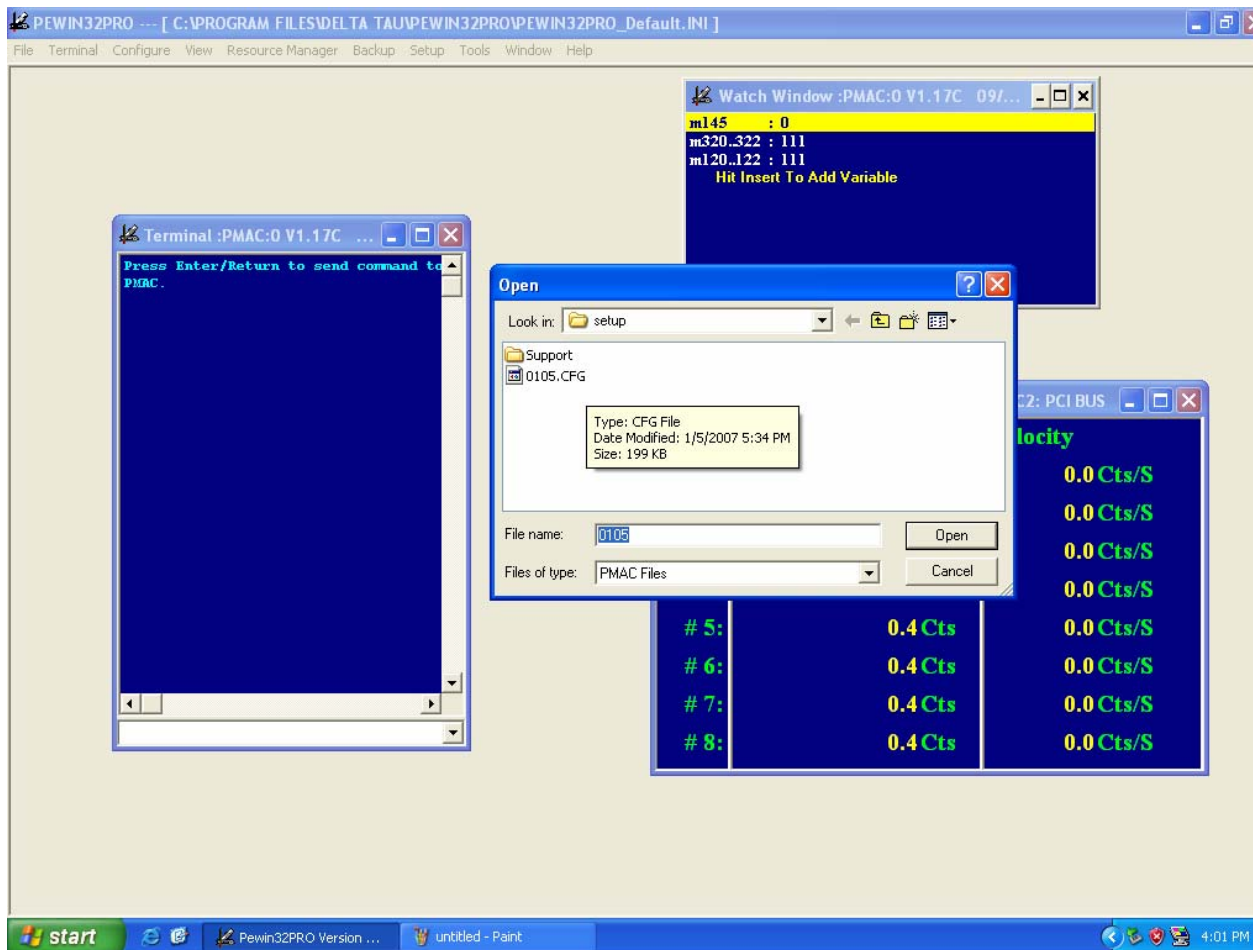 PEWIN32PRO --- [ C:\PROGRAM FILES\DELTA TAU\PEWIN32PRO\PEWIN32PRO_Default.INI ]
File Terminal Configure View Resource Manager Backup Setup Tools Window Help
Watch Window :PMAC:0 V1.17C 09/...
m145 : 0
m320..322 : 111
m120..122 : 111
Hit Insert To Add Variable
Terminal :PMAC:0 V1.17C ...
Press Enter/Return to send command to
PMAC.
Open
Look in: setup
Support
0105.CFG
Type: CFG File
Date Modified: 1/5/2007 5:34 PM
Size: 199 KB
File name: 0105 Open
Files of type: PMAC Files Cancel
C2: PCI BUS
locity
0.0 Cts/S
0.0 Cts/S
0.0 Cts/S
0.0 Cts/S
# 5: 0.4 Cts 0.0 Cts/S
# 6: 0.4 Cts 0.0 Cts/S
# 7: 0.4 Cts 0.0 Cts/S
# 8: 0.4 Cts 0.0 Cts/S
start Pewin32PRO Version ... untitled - Paint 4:01 PM